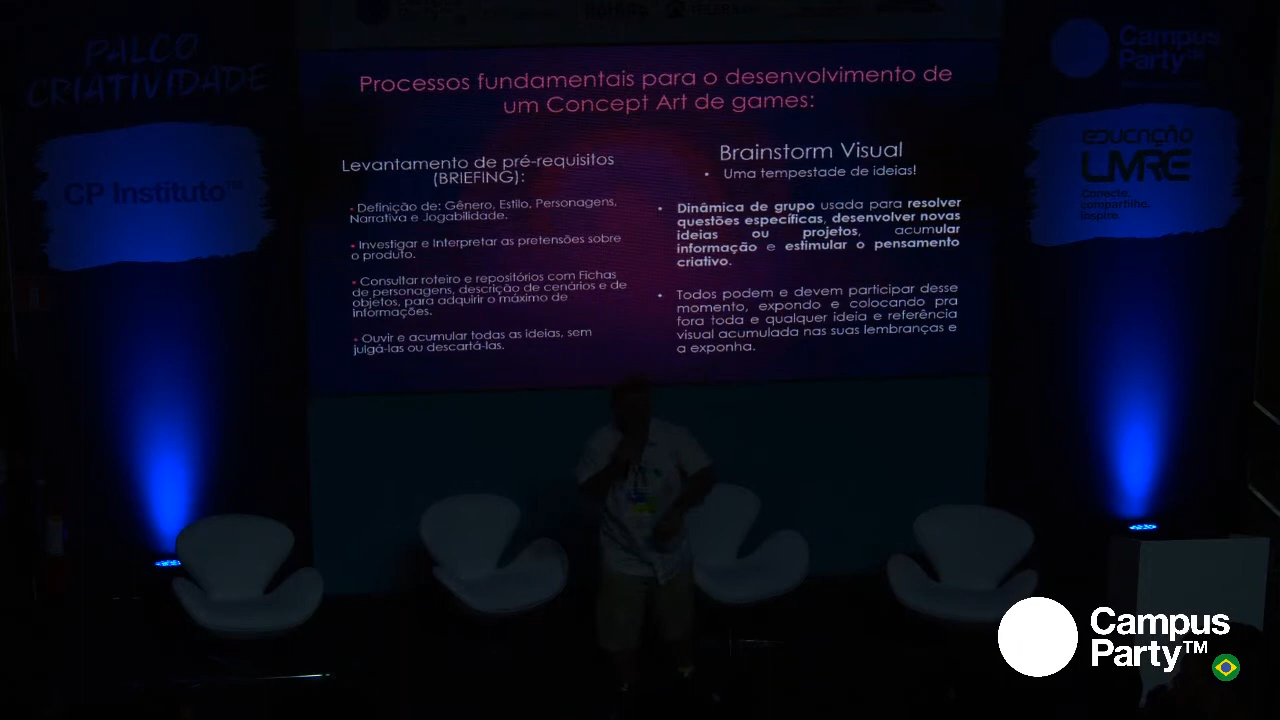 PALCO
CRIATIVIDADE
CP Instituto™
Processos fundamentais para o desenvolvimento de
um Concept Art de games:
Levantamento de pré-requisitos
(BRIEFING):
• Definição de: Gênero, Estilo, Personagens,
Narrativa e Jogabilidade.
• Investigar e Interpretar as pretensões sobre
o produto.
• Consultar roteiro e repositórios com Fichas
de personagens, descrição de cenários e de
objetos, para adquirir o máximo de
Informações.
• Ouvir e acumular todas as ideias, sem
julgá-las ou descartá-las.
Brainstorm Visual
• Uma tempestade de ideias!
• Dinâmica de grupo usada para resolver
questões específicas, desenvolver novas
ideias ou projetos, acumular
informação e estimular o pensamento
criativo.
• Todos podem e devem participar desse
momento, expondo e colocando pra
fora toda e qualquer ideia e referência
visual acumulada nas suas lembranças e
a exponha.
Campus
Party™
EDUCAÇÃO
LIVRE
Conecte.
compartilhe.
inspire.
Campus
Party™